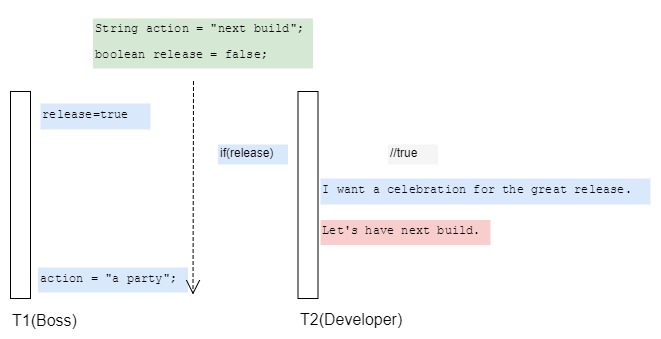 String action = "next build";
boolean release = false;
release=true
if(release)
//true
I want a celebration for the great release.
Let's have next build.
action = "a party";
T1(Boss)
T2(Developer)